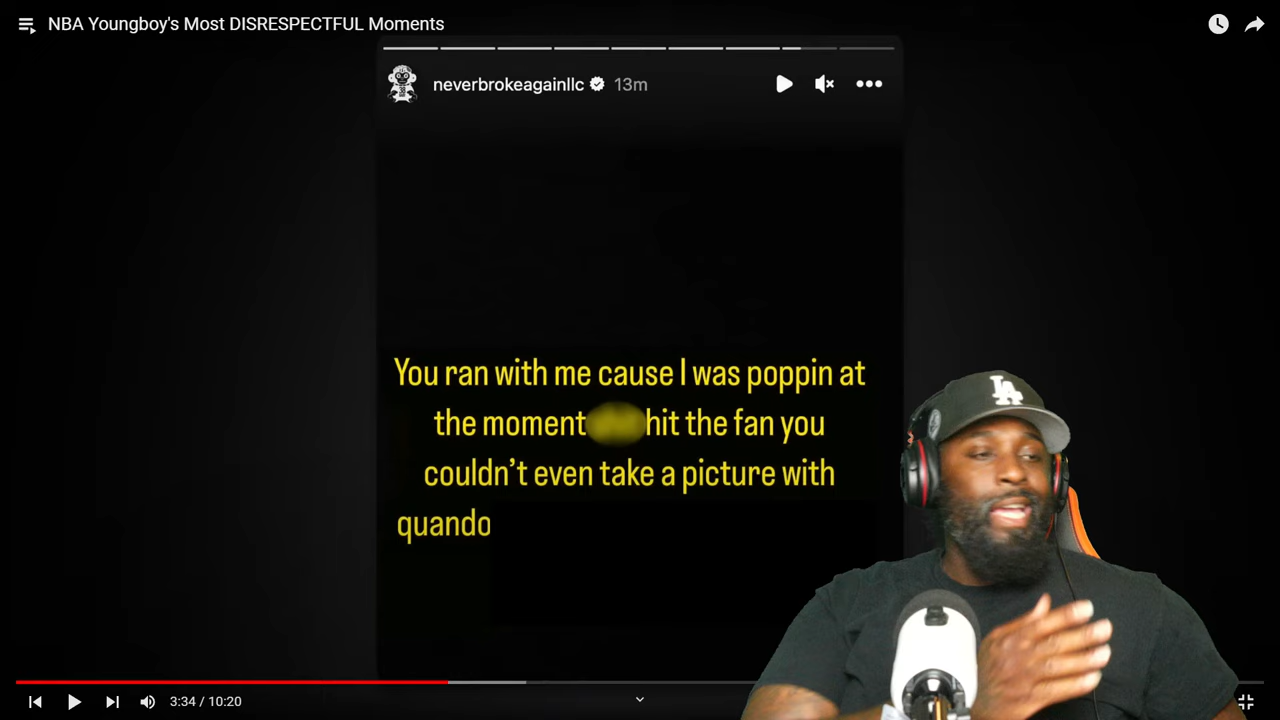 NBA Youngboy's Most DISRESPECTFUL Moments
neverbrokeagainllc 13m
You ran with me cause I was poppin at
the moment hit the fan you
couldn't even take a picture with
quando
LA
3:34 / 10:20